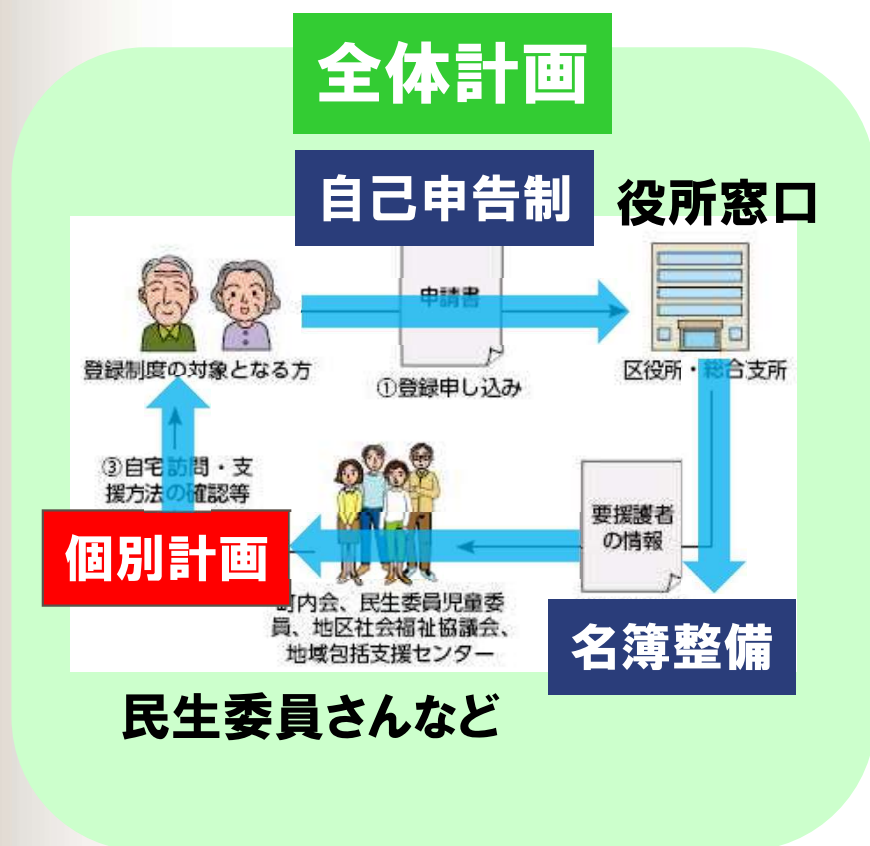 全体計画
自己申告制
役所窓口
申請書
登録制度の対象となる方
①登録申し込み
区役所・総合支所
③自宅訪問・支
援方法の確認等
要援護者
の情報
個別計画
町内会、民生委員児童委
員、地区社会福祉協議会、
地域包括支援センター
名簿整備
民生委員さんなど